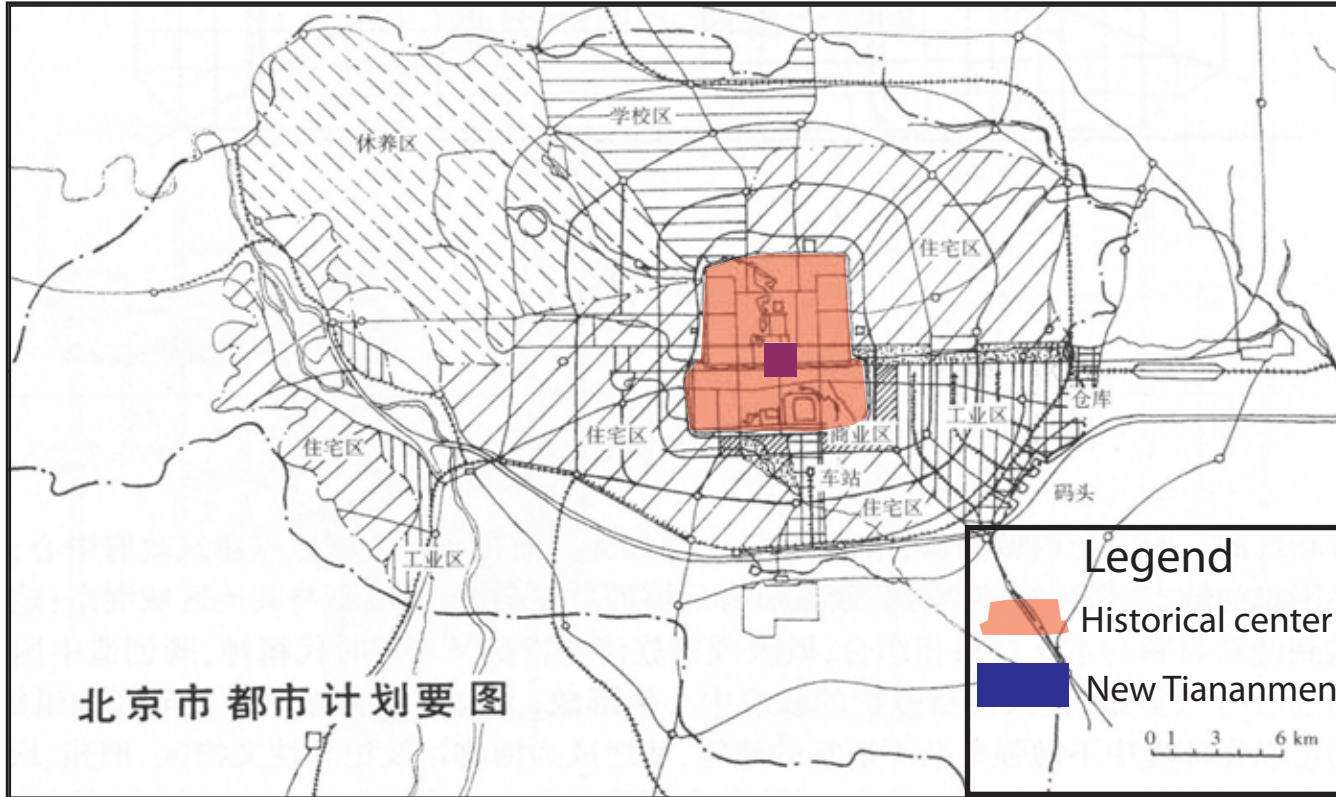 学校区
休养区
住宅区
仓库
工业区
住宅区
商业区
住宅区
车站
住宅区
码头
工业区
北京市都市计划要图
Legend
Historical center
New Tiananmen
0 1 3 6 km